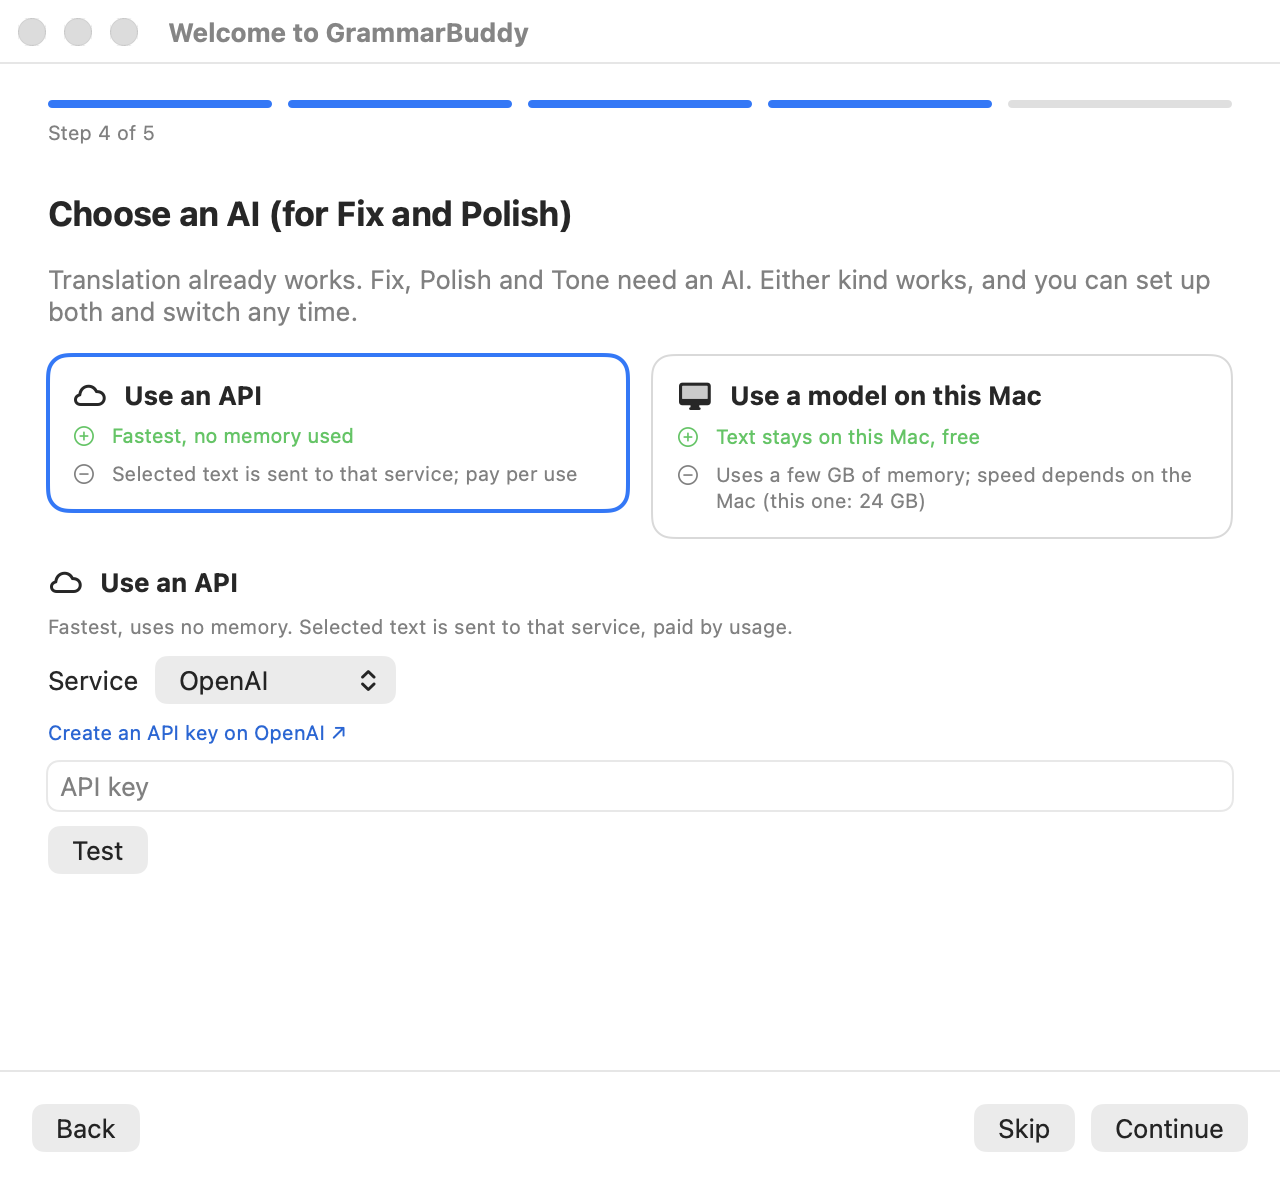 Welcome to GrammarBuddy
Step 4 of 5
Choose an AI (for Fix and Polish)
Translation already works. Fix, Polish and Tone need an AI. Either kind works, and you can set up
both and switch any time.
Use an API
Fastest, no memory used
Selected text is sent to that service; pay per use
Use a model on this Mac
Text stays on this Mac, free
Uses a few GB of memory; speed depends on the
Mac (this one: 24 GB)
Use an API
Fastest, uses no memory. Selected text is sent to that service, paid by usage.
Service OpenAI
Create an API key on OpenAI ↗
API key
Test
Back Skip Continue